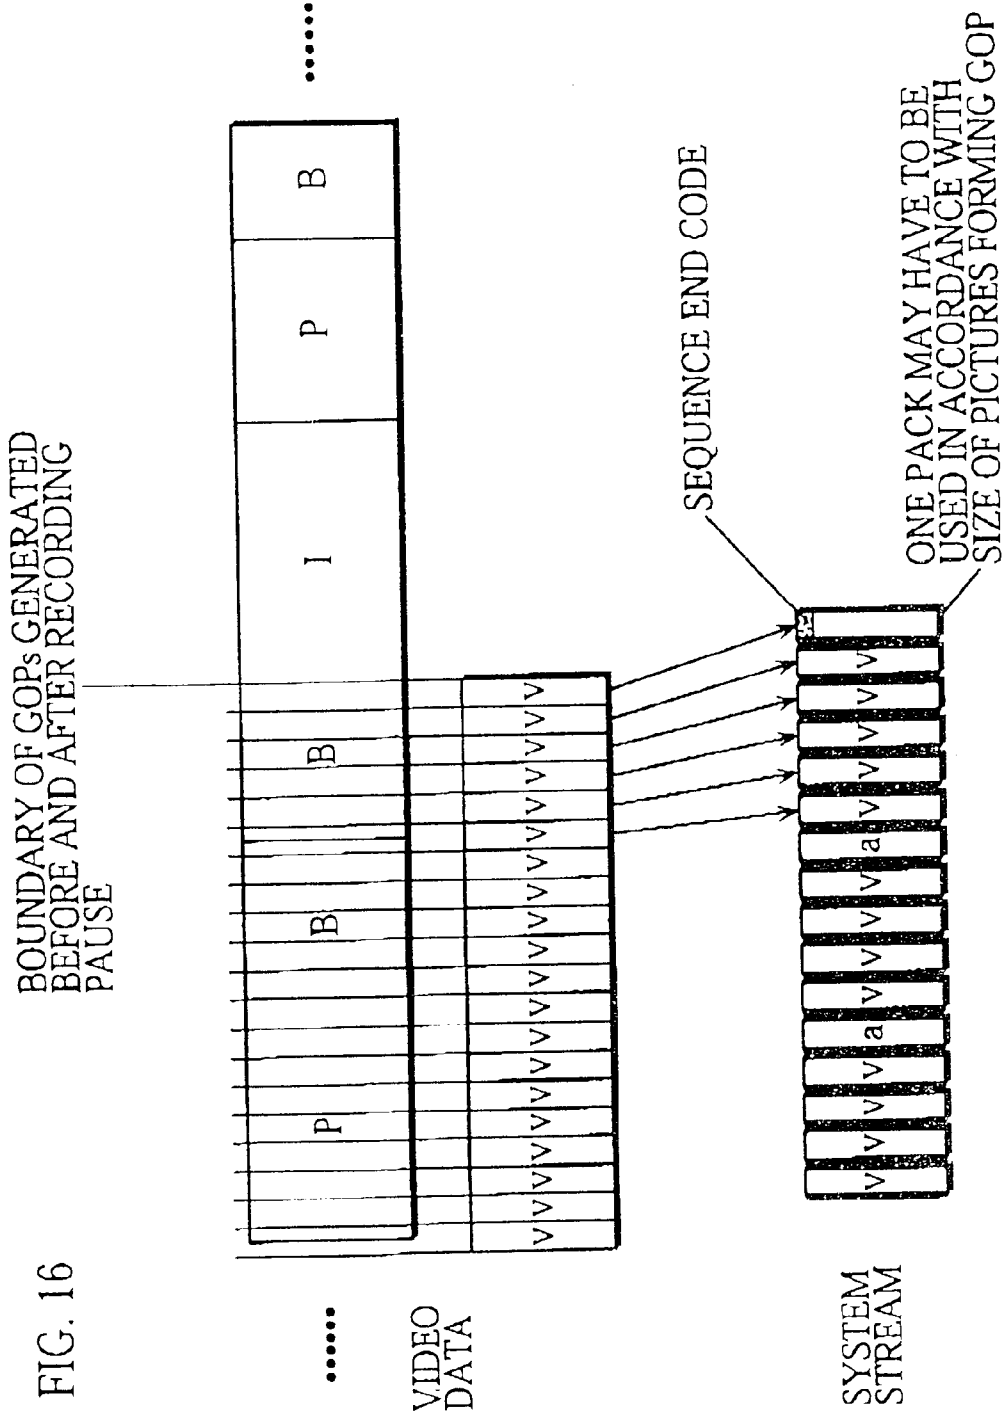 FIG. 16
BOUNDARY OF GOPs GENERATED
BEFORE AND AFTER RECORDING
PAUSE
...... P B B I P B ......
VIDEO
DATA
V V V V V V V V V V V V V V V V V V V V
SEQUENCE END CODE
SYSTEM
STREAM
V V V V a V V V V a V V V V V
ONE PACK MAY HAVE TO BE
USED IN ACCORDANCE WITH
SIZE OF PICTURES FORMING GOP